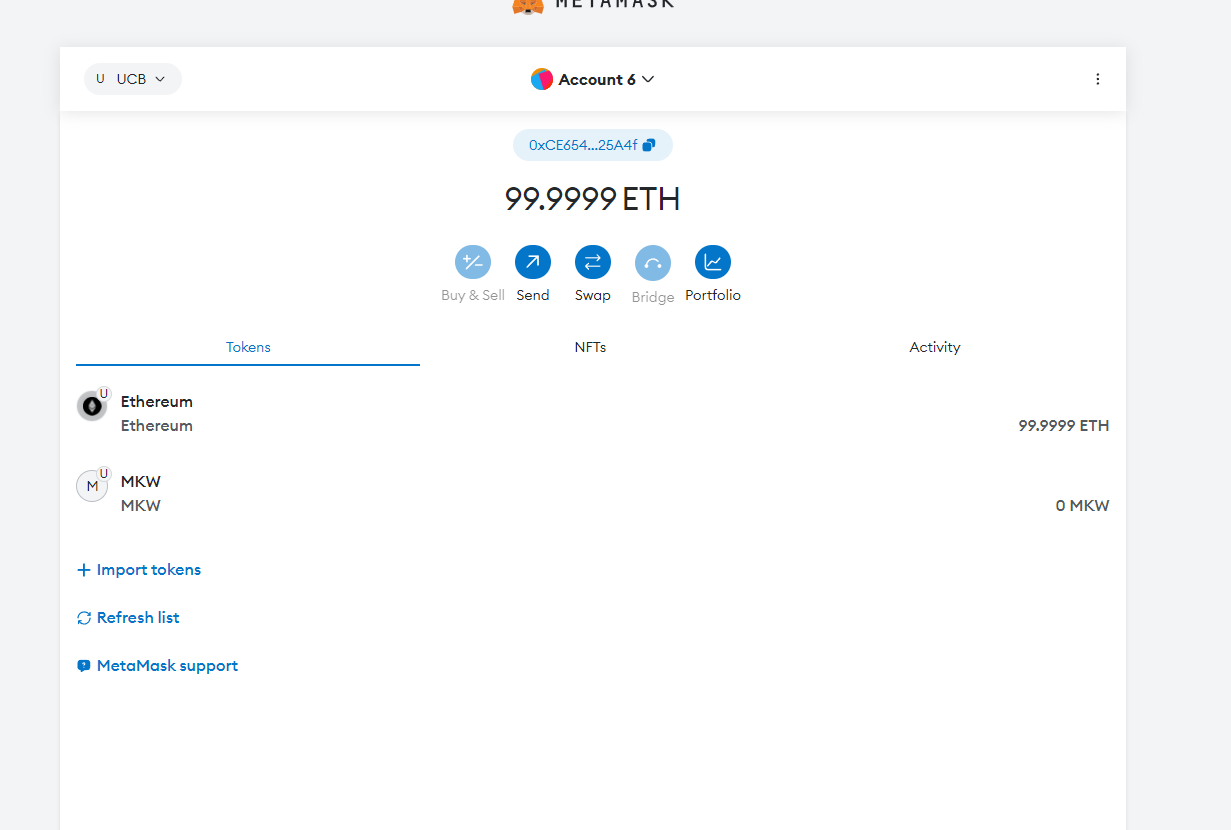 METAMASK
U UCB
Account 6
0xCE654...25A4f
99.9999 ETH
Buy & Sell Send Swap Bridge Portfolio
Tokens NFTs Activity
U
Ethereum
Ethereum 99.9999 ETH
U
M MKW
MKW 0 MKW
+ Import tokens
Refresh list
? MetaMask support